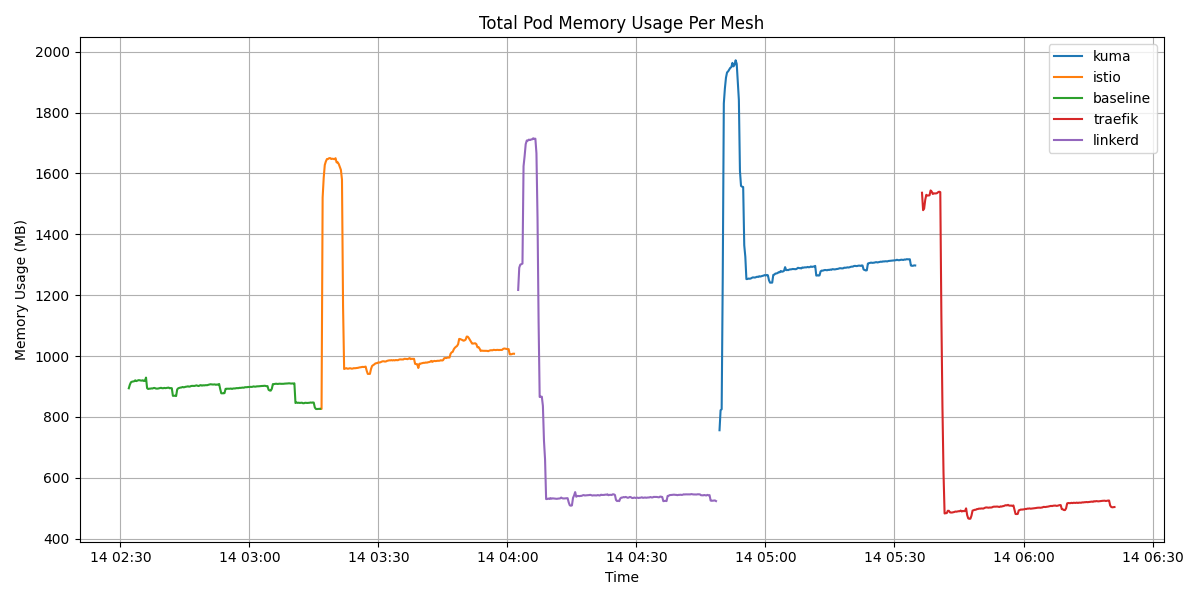 Total Pod Memory Usage Per Mesh
Memory Usage (MB)
2000
1800
1600
1400
1200
1000
800
600
400
kuma
istio
baseline
traefik
linkerd
14 02:30 14 03:00 14 03:30 14 04:00 14 04:30 14 05:00 14 05:30 14 06:00 14 06:30
Time